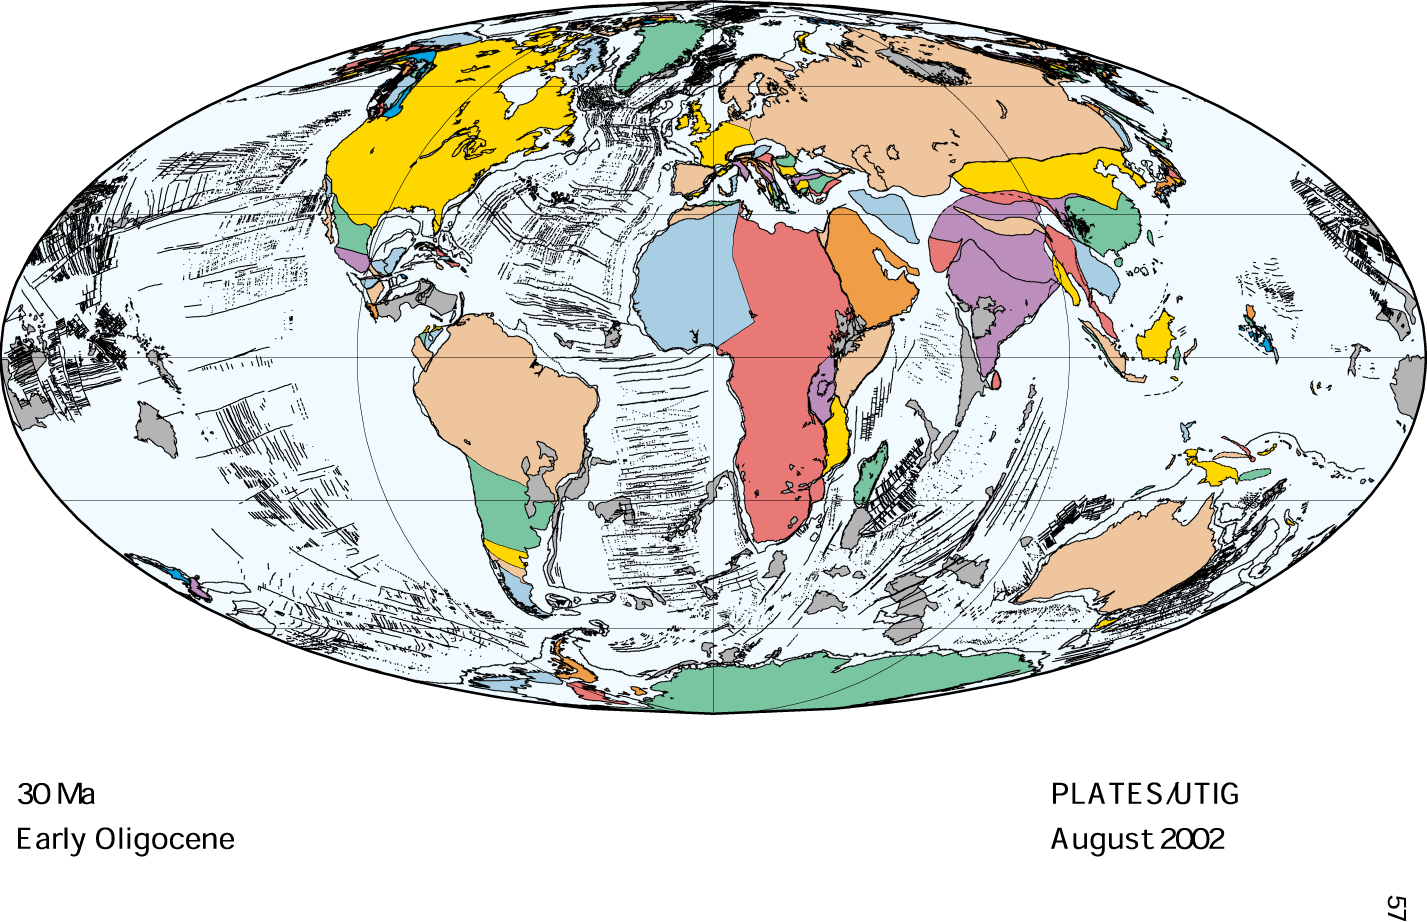 30 Ma
Early Oligocene
PLATES/UTIG
August 2002
57